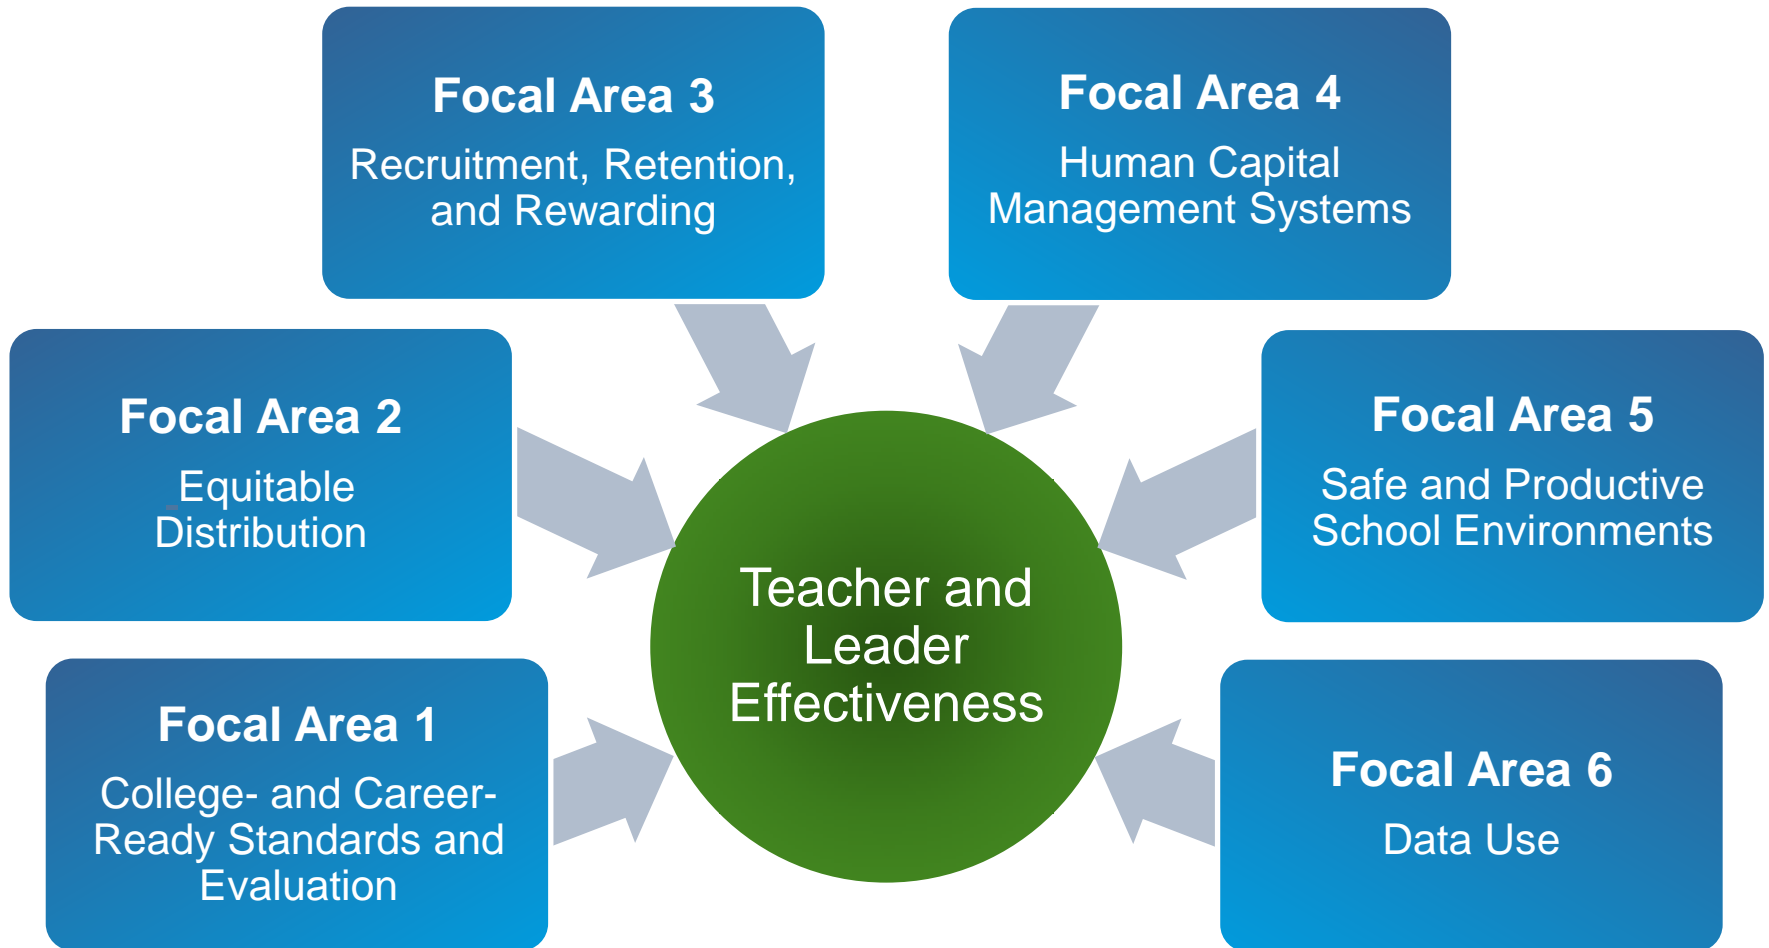 Focal Area 3
Recruitment, Retention,
and Rewarding
Focal Area 4
Human Capital
Management Systems
Focal Area 2
Equitable
Distribution
Focal Area 5
Safe and Productive
School Environments
Teacher and
Leader
Effectiveness
Focal Area 1
College- and Career-
Ready Standards and
Evaluation
Focal Area 6
Data Use